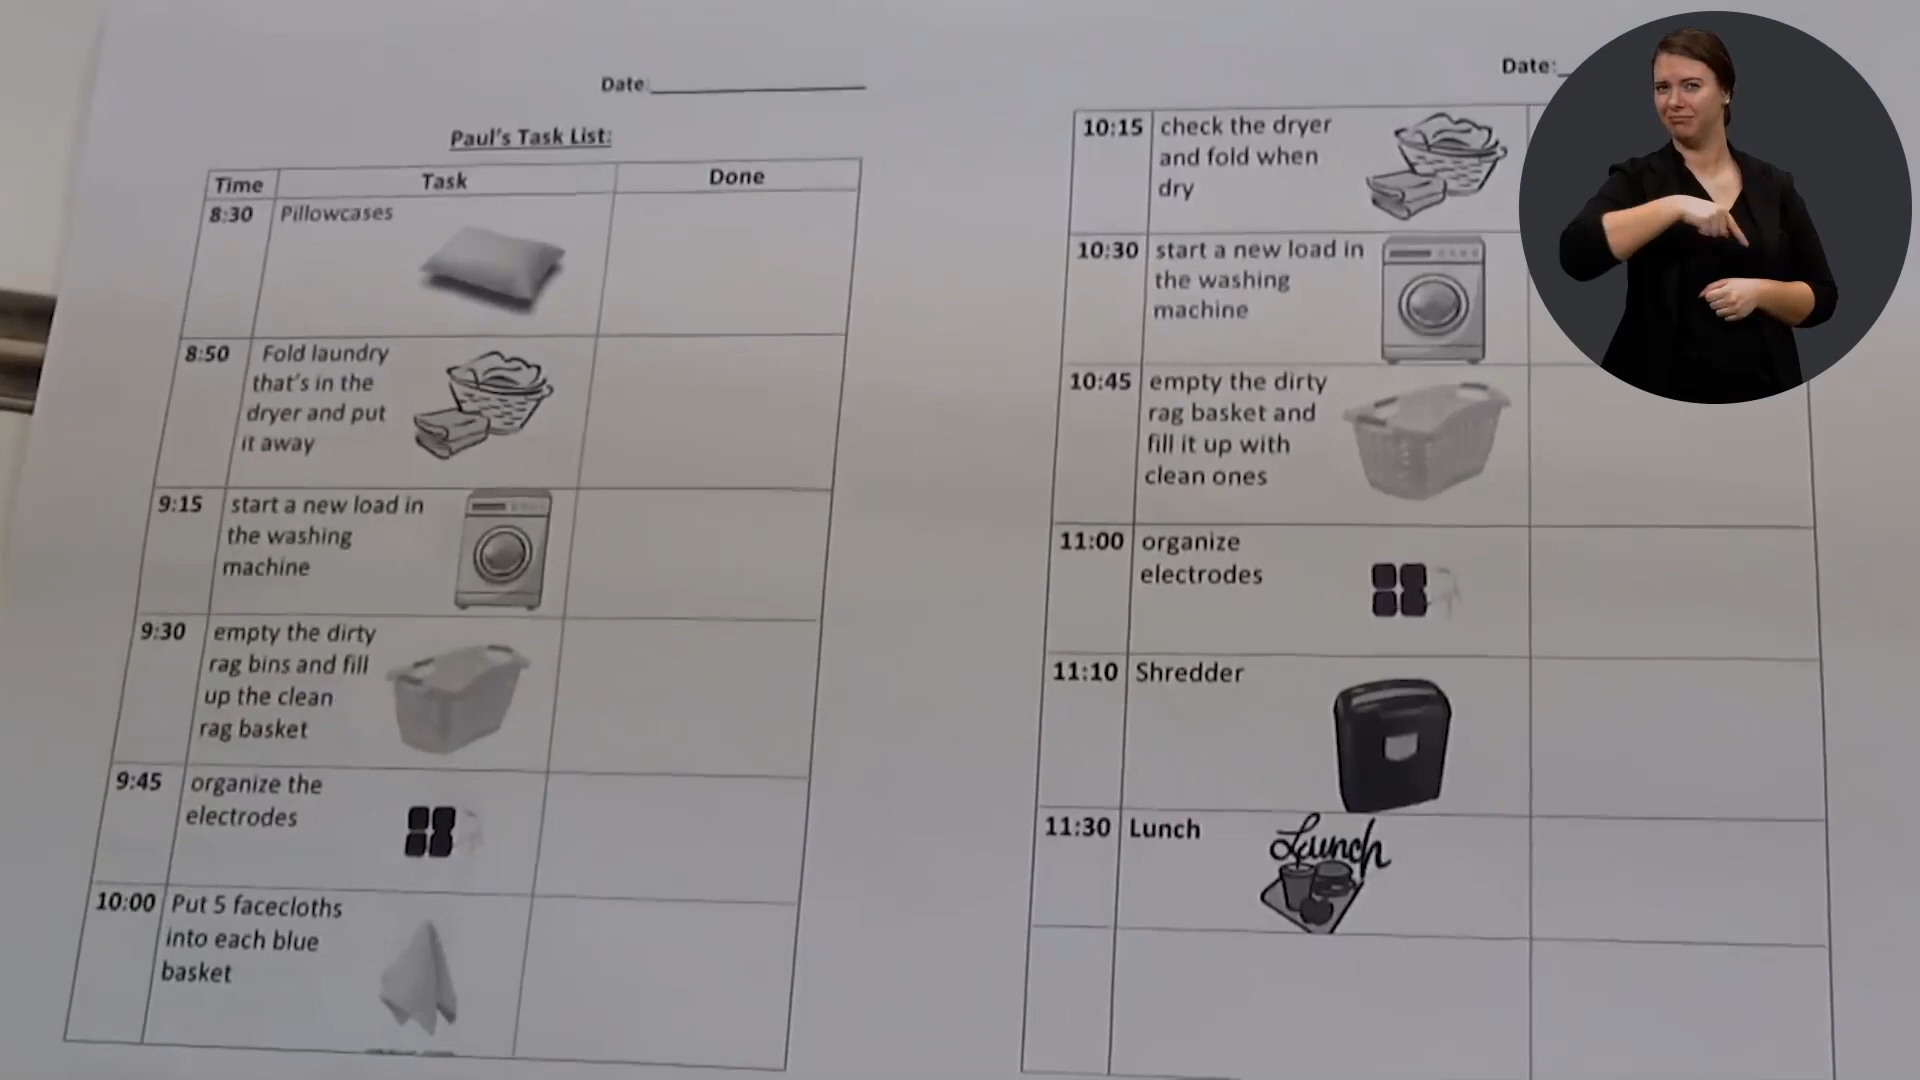 Date:
Paul's Task List:
Time Task Done
8:30 Pillowcases
8:50 Fold laundry
that's in the
dryer and put
it away
9:15 start a new load in
the washing
machine
9:30 empty the dirty
rag bins and fill
up the clean
rag basket
9:45 organize the
electrodes
10:00 Put 5 facecloths
into each blue
basket
Date:
10:15 check the dryer
and fold when
dry
10:30 start a new load in
the washing
machine
10:45 empty the dirty
rag basket and
fill it up with
clean ones
11:00 organize
electrodes
11:10 Shredder
11:30 Lunch
Lunch